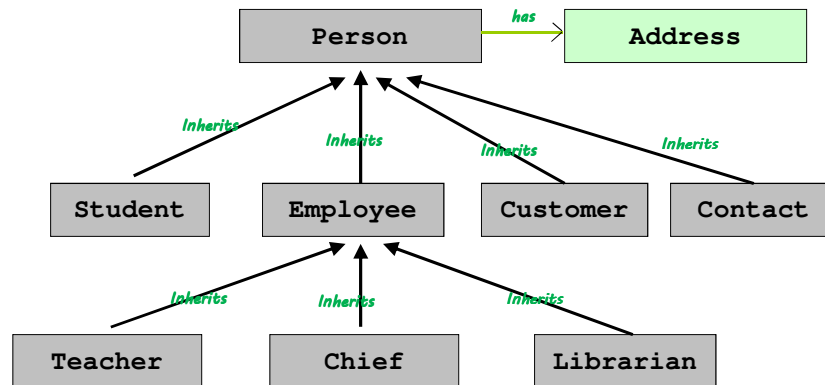 has
Person
Address
Inherits
Inherits
Inherits
Inherits
Student
Employee
Customer
Contact
Inherits
Inherits
Inherits
Teacher
Chief
Librarian